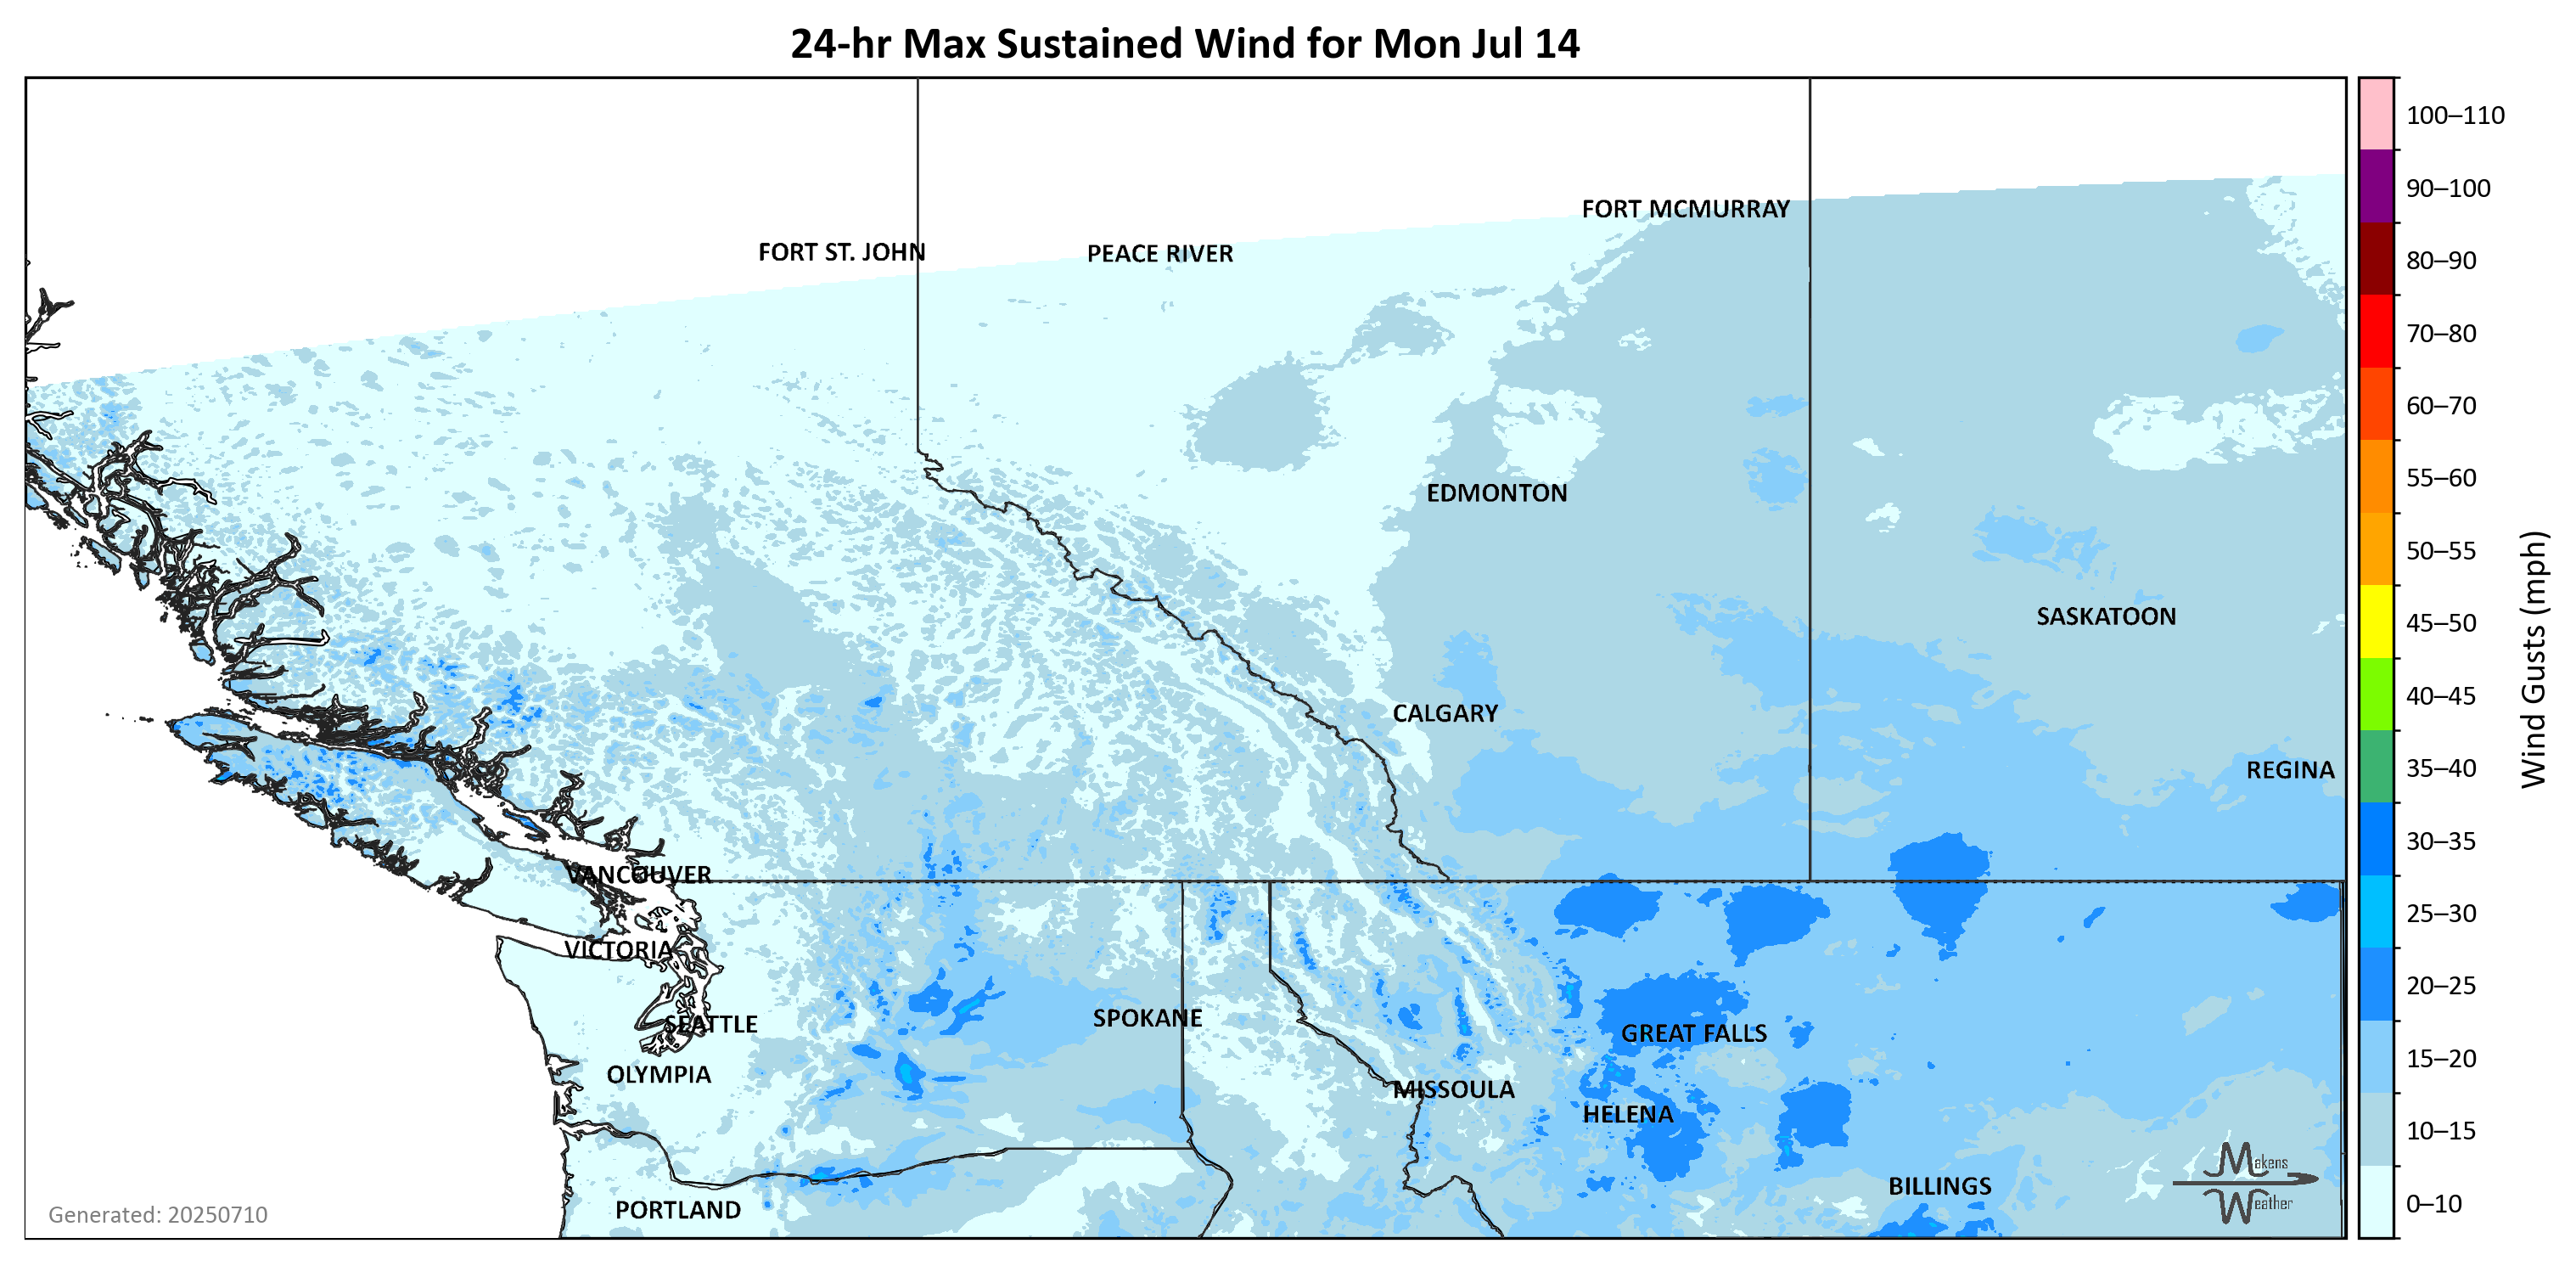 24-hr Max Sustained Wind for Mon Jul 14
100–110
90–100
80–90
70–80
60–70
55–60
50–55
45–50
40–45
35–40
30–35
25–30
20–25
15–20
10–15
0–10
Wind Gusts (mph)
FORT MCMURRAY
FORT ST. JOHN
PEACE RIVER
EDMONTON
SASKATOON
CALGARY
REGINA
VANCOUVER
VICTORIA
SEATTLE
SPOKANE
GREAT FALLS
OLYMPIA
MISSOULA
HELENA
BILLINGS
PORTLAND
Makens
Weather
Generated: 20250710